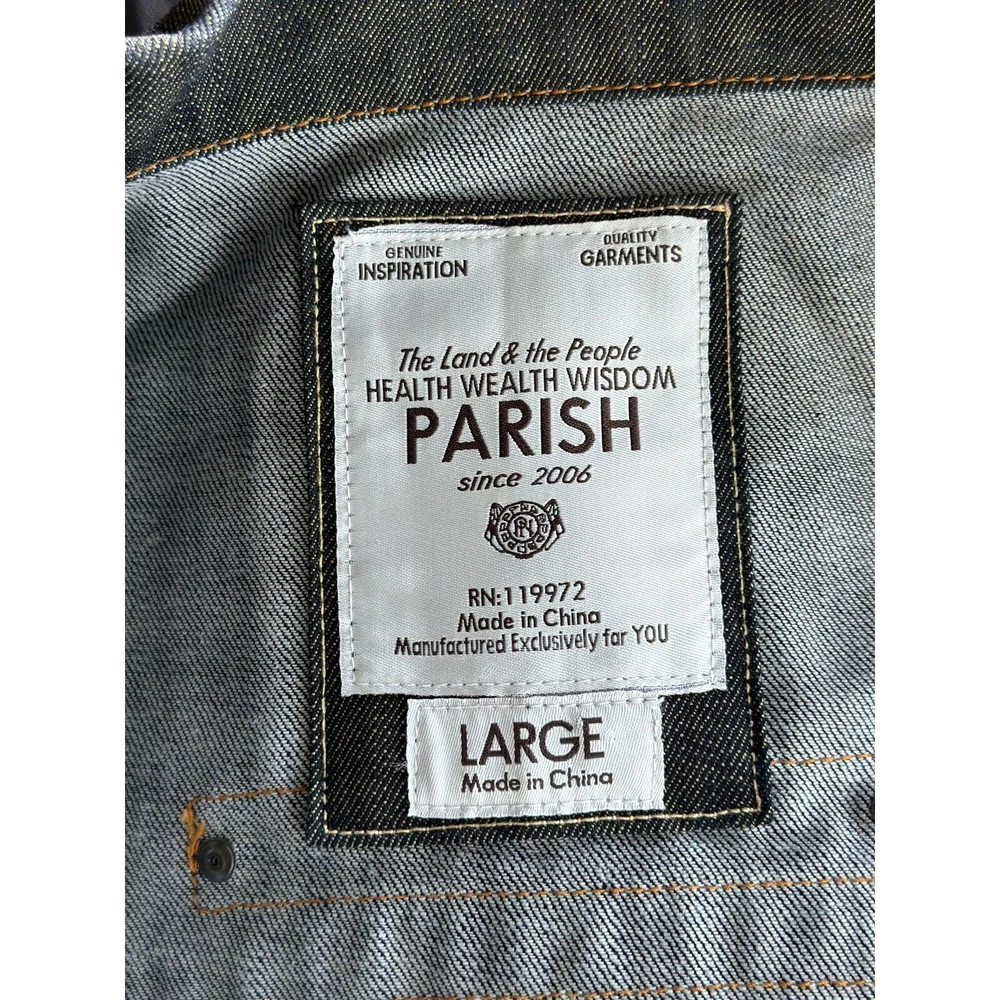 GENUINE
INSPIRATION
QUALITY
GARMENTS
The Land & the People
HEALTH WEALTH WISDOM
PARISH
since 2006
RN:119972
Made in China
Manufactured Exclusively for YOU
LARGE
Made in China